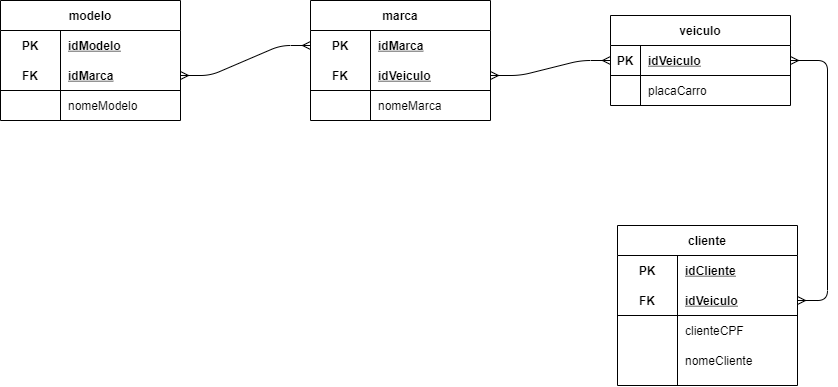 modelo
PK idModelo
FK idMarca
nomeModelo
marca
PK idMarca
FK idVeiculo
nomeMarca
veiculo
PK idVeiculo
placaCarro
cliente
PK idCliente
FK idVeiculo
clienteCPF
nomeCliente